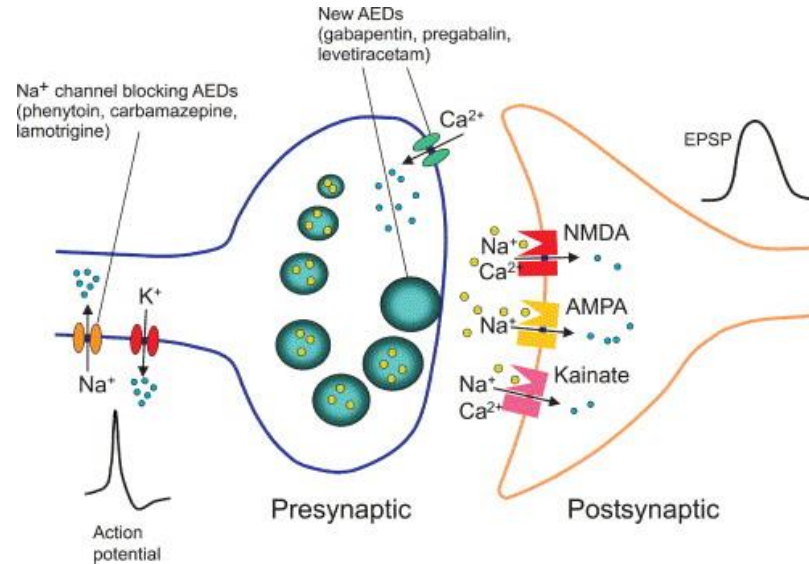 New AEDs
(gabapentin, pregabalin,
levetiracetam)
Na⁺ channel blocking AEDs
(phenytoin, carbamazepine,
lamotrigine)
Ca²⁺
EPSP
NMDA
Na⁺
Ca²⁺
K⁺
AMPA
Na⁺
Na⁺
Kainate
Na⁺
Ca²⁺
Presynaptic
Postsynaptic
Action
potential